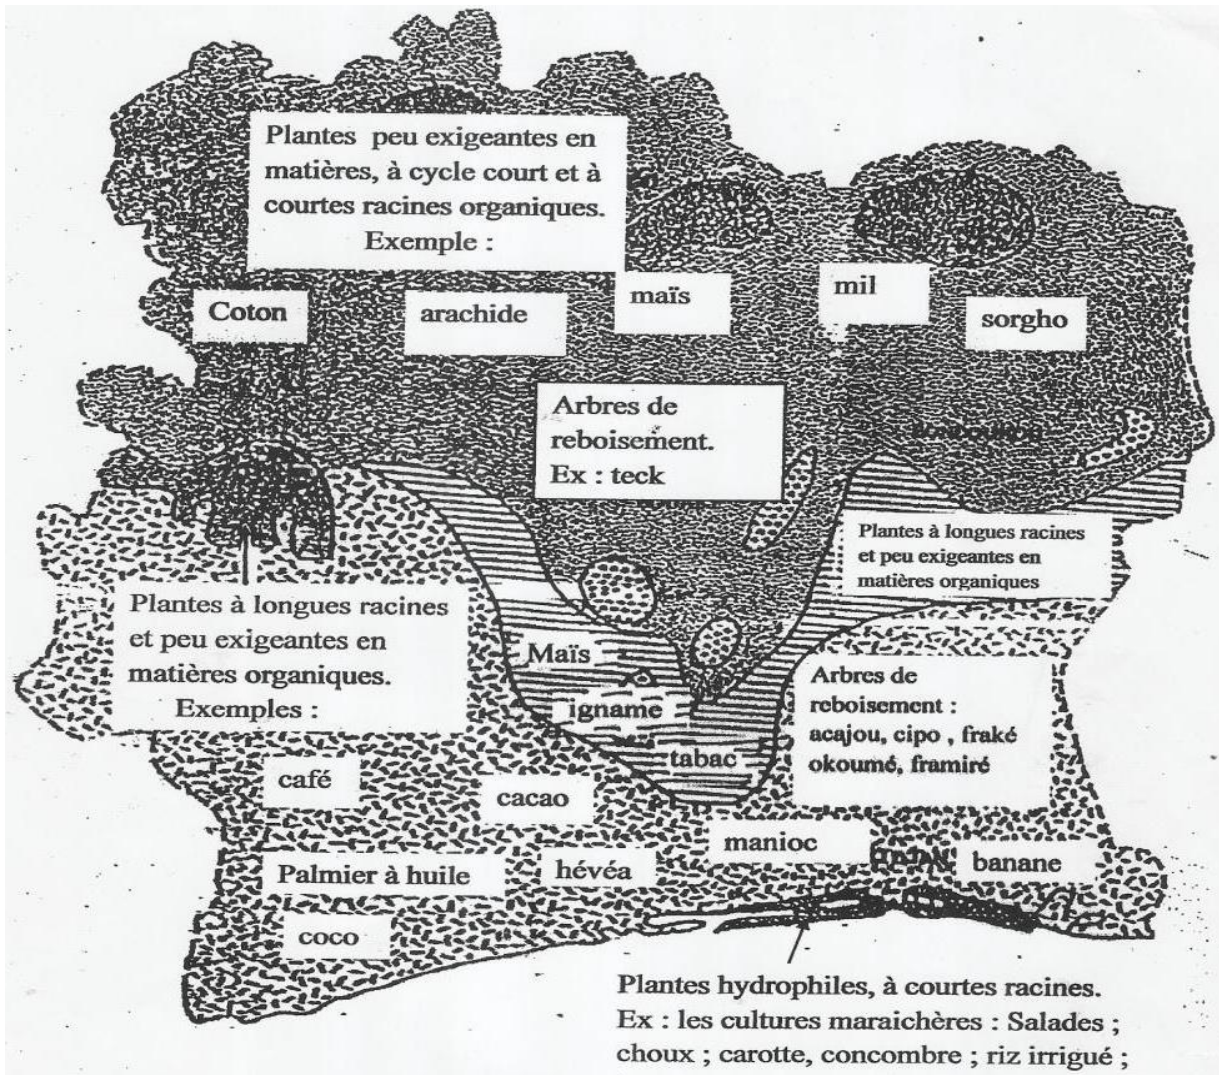 Plantes peu exigeantes en
matières, à cycle court et à
courtes racines organiques.
Exemple :
Coton
arachide
maïs
mil
sorgho
Arbres de
reboisement.
Ex : teck
Plantes à longues racines
et peu exigeantes en
matières organiques
Plantes à longues racines
et peu exigeantes en
matières organiques.
Exemples :
Maïs
igname
tabac
Arbres de
reboisement :
acajou, cipo , fraké
okoumé, framiré
café
cacao
manioc
banane
Palmier à huile
hévéa
coco
Plantes hydrophiles, à courtes racines.
Ex : les cultures maraichères : Salades ;
choux ; carotte, concombre ; riz irrigué ;